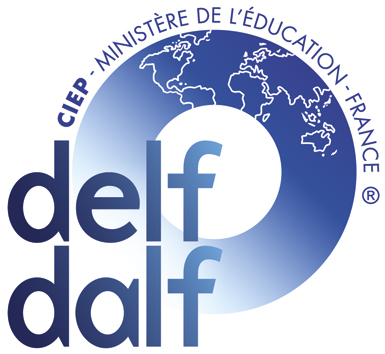 CIEP - MINISTÈRE DE L'ÉDUCATION - FRANCE ®
delf
dalf